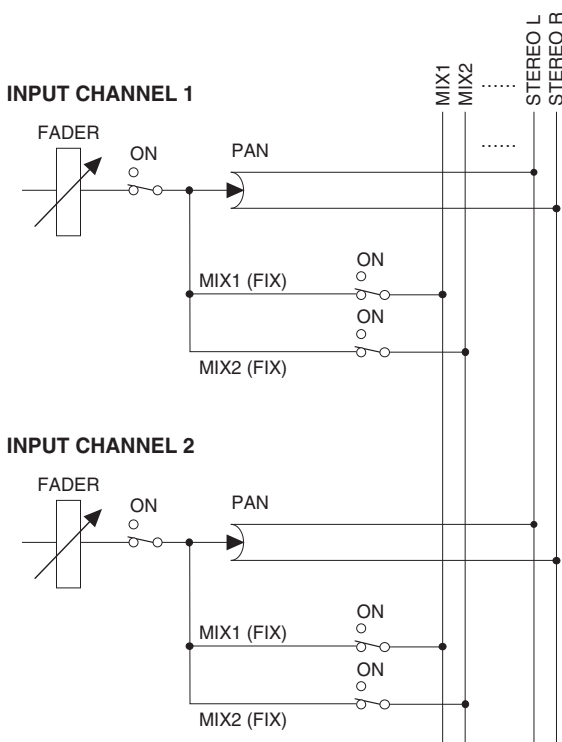 MIX1
MIX2
STEREO L
STEREO R
INPUT CHANNEL 1
FADER
ON
PAN
ON
MIX1 (FIX)
ON
MIX2 (FIX)
INPUT CHANNEL 2
FADER
ON
PAN
ON
MIX1 (FIX)
ON
MIX2 (FIX)